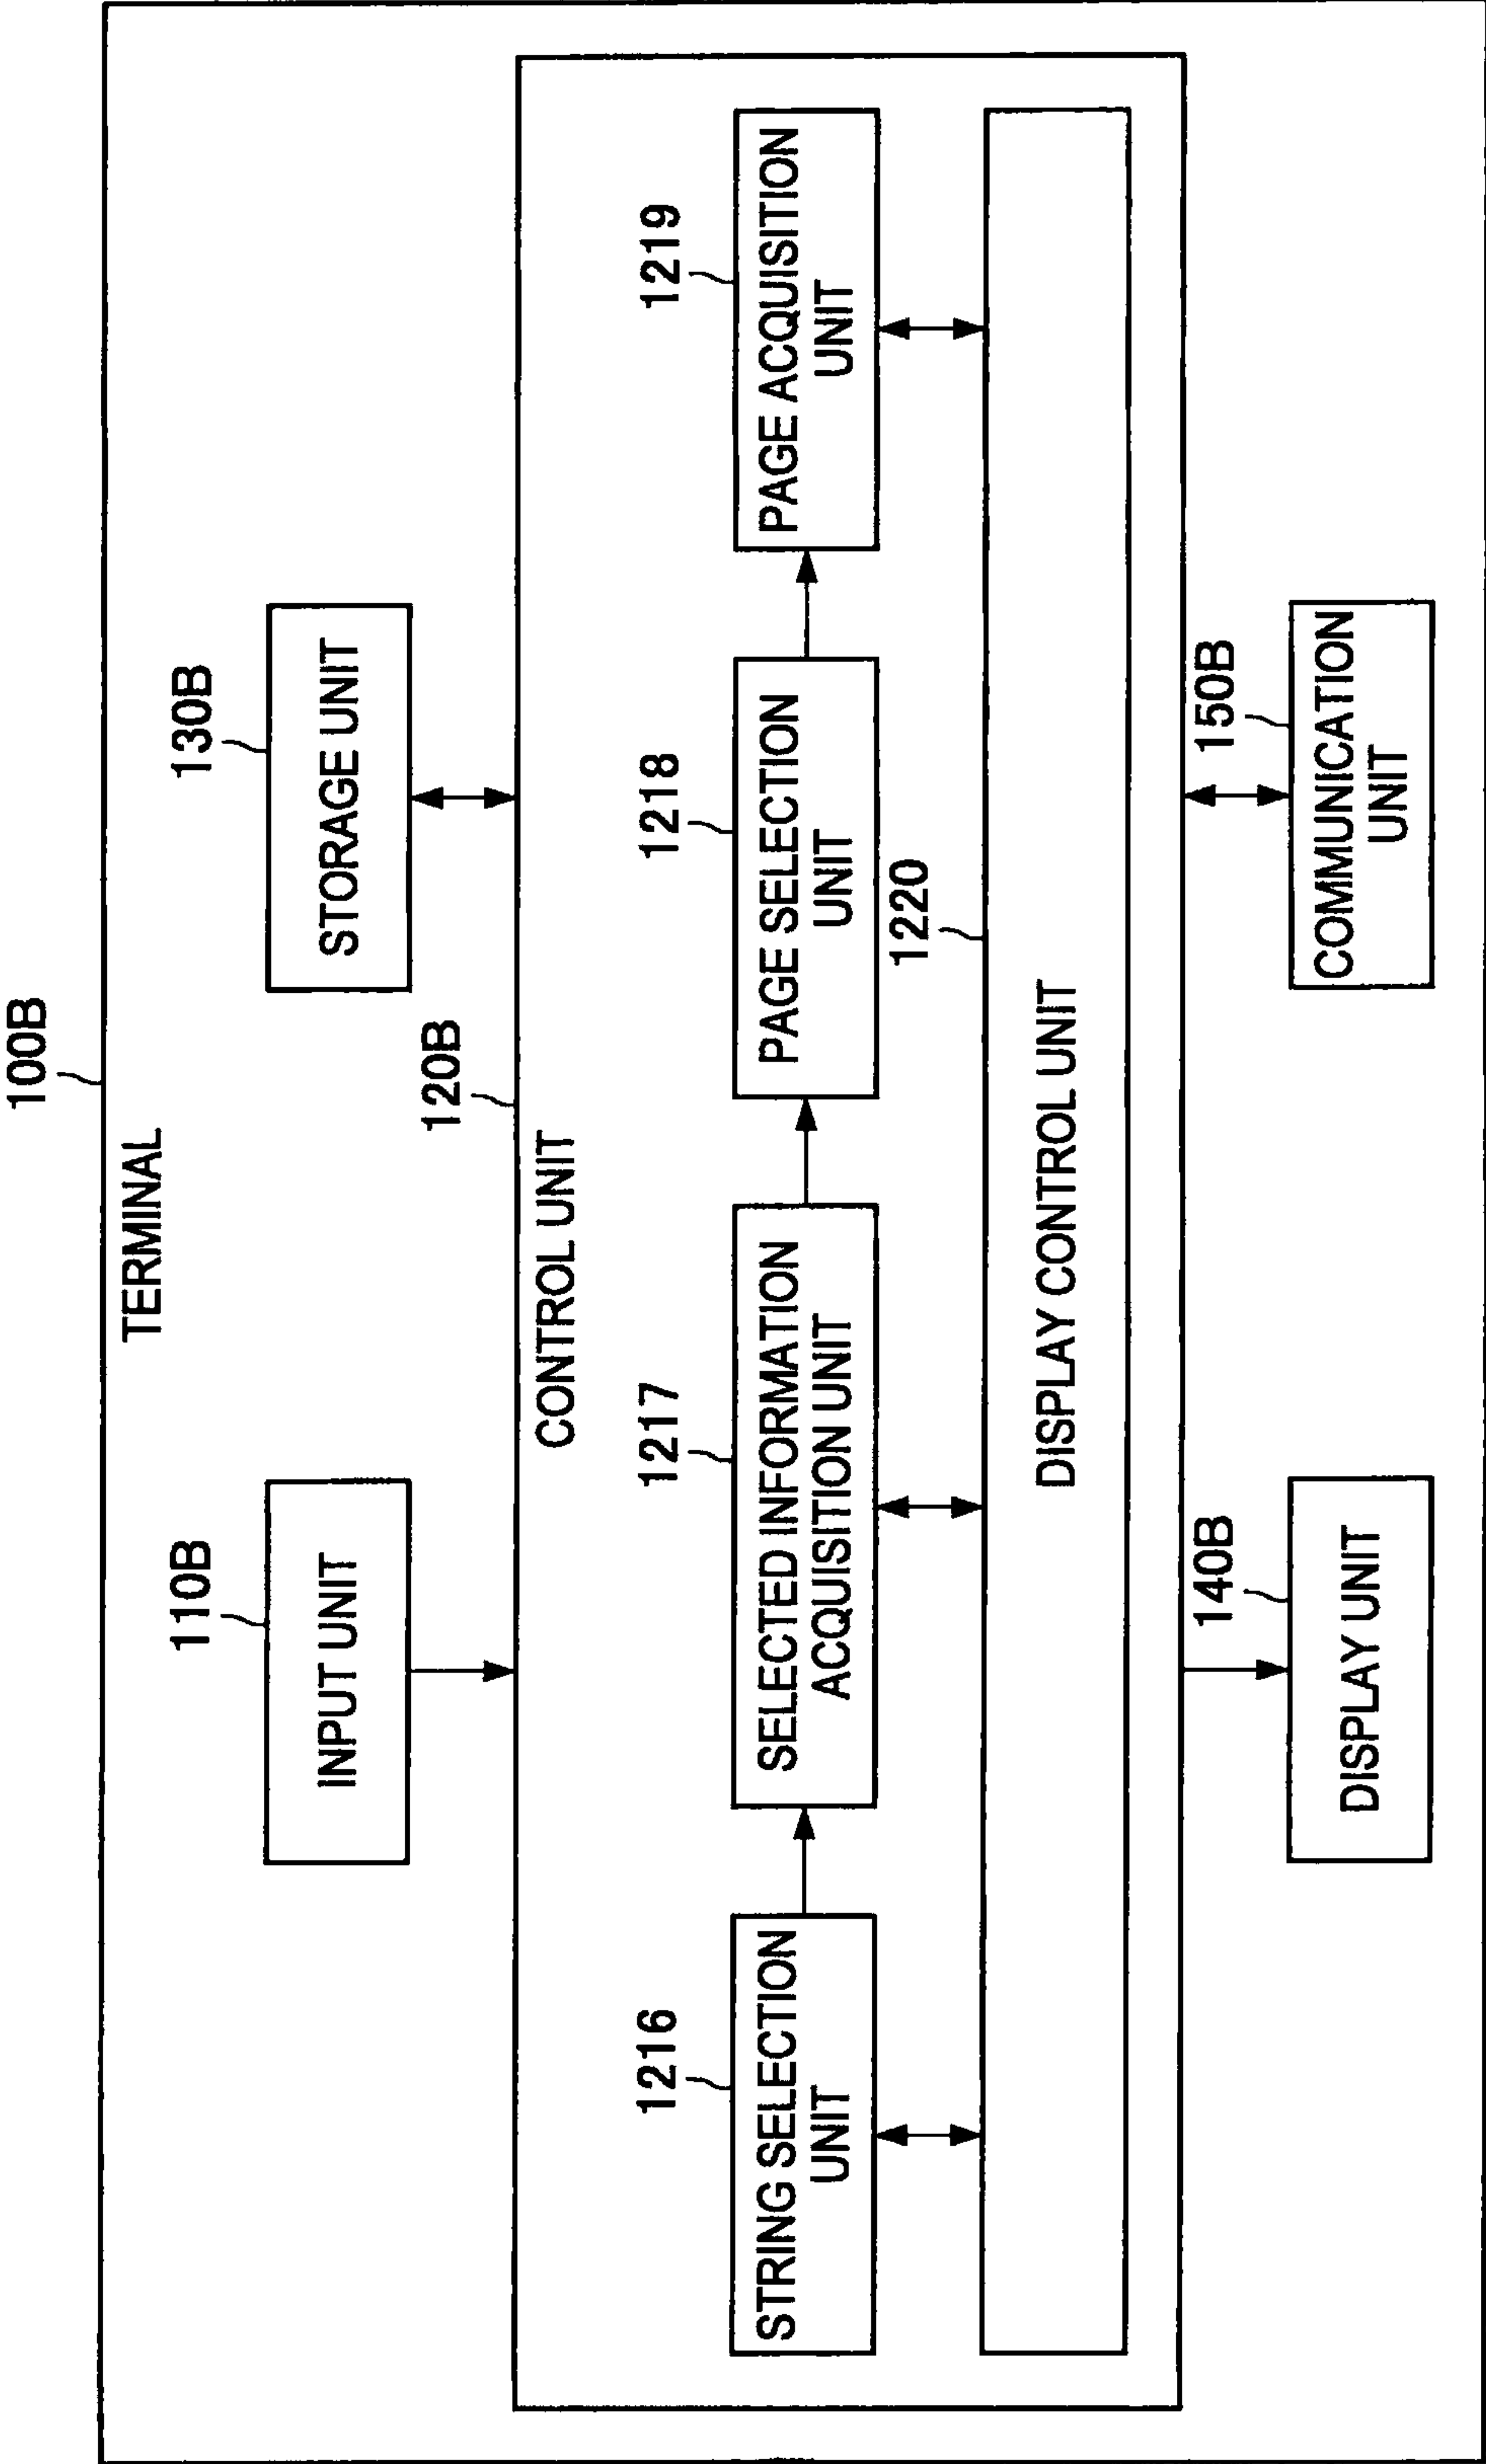 100B
TERMINAL
110B
INPUT UNIT
130B
STORAGE UNIT
120B
CONTROL UNIT
1216
STRING SELECTION
UNIT
1217
SELECTED INFORMATION
ACQUISITION UNIT
1218
PAGE SELECTION
UNIT
1219
PAGE ACQUISITION
UNIT
1220
DISPLAY CONTROL UNIT
140B
DISPLAY UNIT
150B
COMMUNICATION
UNIT